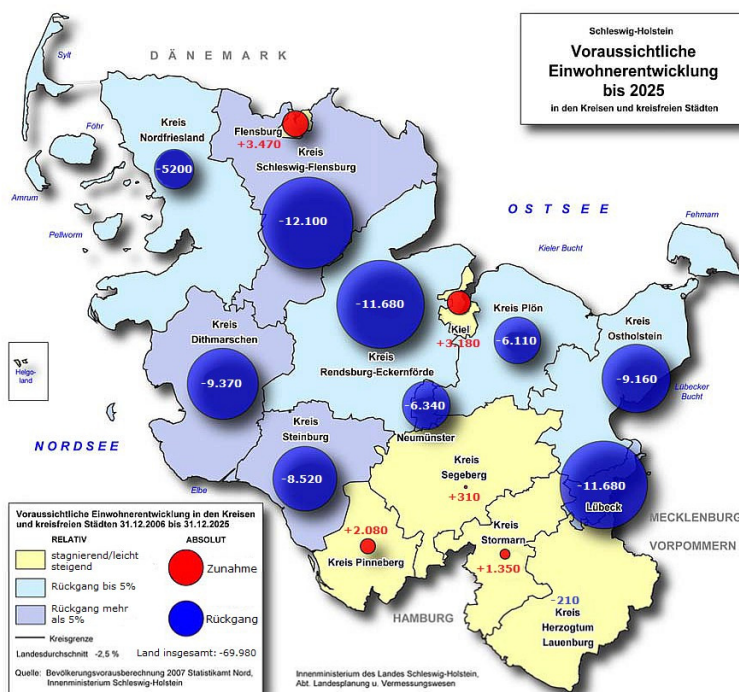 Schleswig-Holstein
Voraussichtliche
Einwohnerentwicklung
bis 2025
in den Kreisen und kreisfreien Städten
DÄNEMARK
Sylt
Föhr
Amrum
Pellworm
Kreis
Nordfriesland
-5200
Flensburg
+3.470
Kreis
Schleswig-Flensburg
-12.100
OSTSEE
Kieler Bucht
Fehmarn
-11.680
Kreis
Rendsburg-Eckernförde
Kiel
+3.180
Kreis Plön
-6.110
Kreis
Ostholstein
-9.160
Lübecker
Bucht
Kreis
Dithmarschen
-9.370
Helgo-
land
NORDSEE
Elbe
-6.340
Neumünster
Kreis
Steinburg
-8.520
Kreis
Segeberg
+310
-11.680
Lübeck
MECKLENBURG
VORPOMMERN
+2.080
Kreis Pinneberg
Kreis
Stormarn
+1.350
HAMBURG
-210
Kreis
Herzogtum
Lauenburg
Voraussichtliche Einwohnerentwicklung in den Kreisen
und kreisfreien Städten 31.12.2006 bis 31.12.2025
RELATIV
ABSOLUT
stagnierend/leicht
steigend
Zunahme
Rückgang bis 5%
Rückgang mehr
als 5%
Rückgang
Kreisgrenze
Landesdurchschnitt -2,5 %
Land insgesamt: -69.980
Quelle: Bevölkerungsvorausberechnung 2007 Statistikamt Nord,
Innenministerium Schleswig-Holstein
Innenministerium des Landes Schleswig-Holstein,
Abt. Landesplanung u. Vermessungswesen